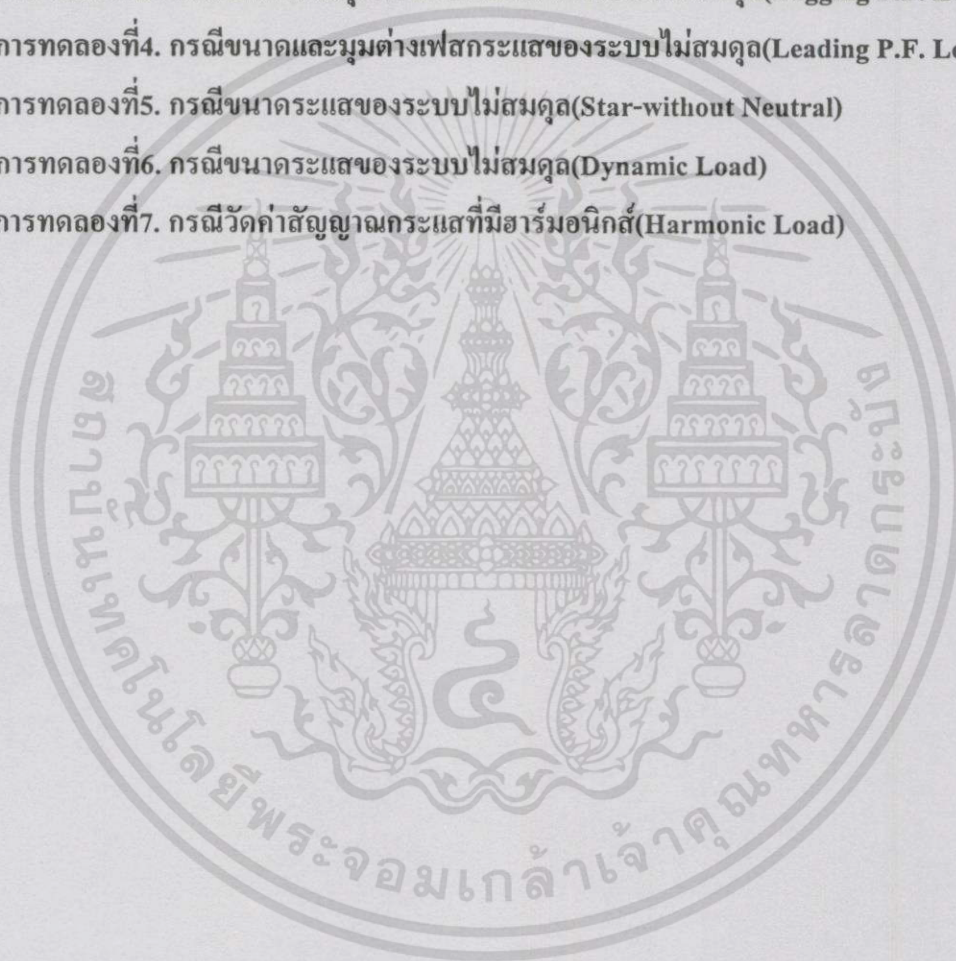 การทดลองที่4. กรณีขนาดและมุมต่างเฟสกระแสของระบบไม่สมดุล(Leading P.F.
การทดลองที่5. กรณีขนาดระแสของระบบไม่สมดุล(Star-without Neutral)
การทดลองที่6. กรณีขนาดระแสของระบบไม่สมดุล(Dynamic Load)
การทดลองที่7. กรณีวัดค่าสัญญาณกระแสที่มีฮาร์มอนิกส์(Harmonic Load)
สถาบันเทคโนโลยีพระจอมเกล้าเจ้าคุณทหารลาดกระบัง